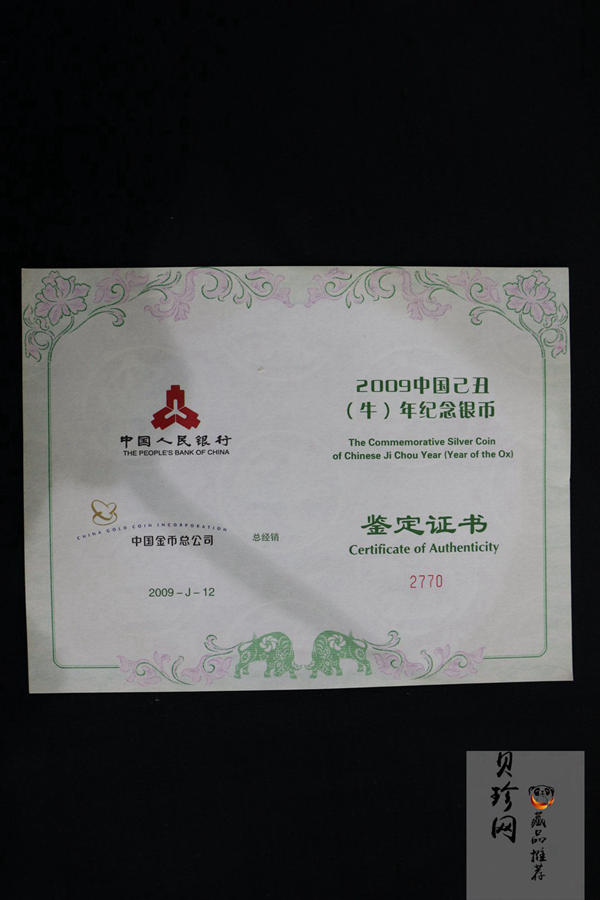 中国人民银行
THE PEOPLE'S BANK OF CHINA
CHINA GOLD COIN INCORPORATION
中国金币总公司 总经销
2009-J-12
2009中国己丑
（牛）年纪念银币
The Commemorative Silver Coin
of Chinese Ji Chou Year (Year of the Ox)
鉴定证书
Certificate of Authenticity
2770
贝珍网
藏品推荐